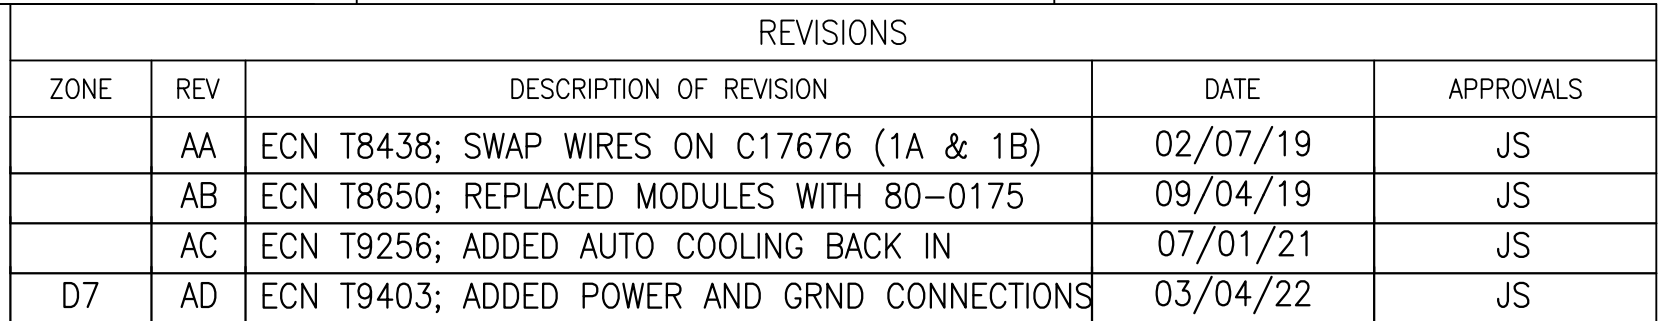 REVISIONS
ZONE REV DESCRIPTION OF REVISION DATE APPROVALS
AA ECN T8438; SWAP WIRES ON C17676 (1A & 1B) 02/07/19 JS
AB ECN T8650; REPLACED MODULES WITH 80-0175 09/04/19 JS
AC ECN T9256; ADDED AUTO COOLING BACK IN 07/01/21 JS
D7 AD ECN T9403; ADDED POWER AND GRND CONNECTIONS 03/04/22 JS